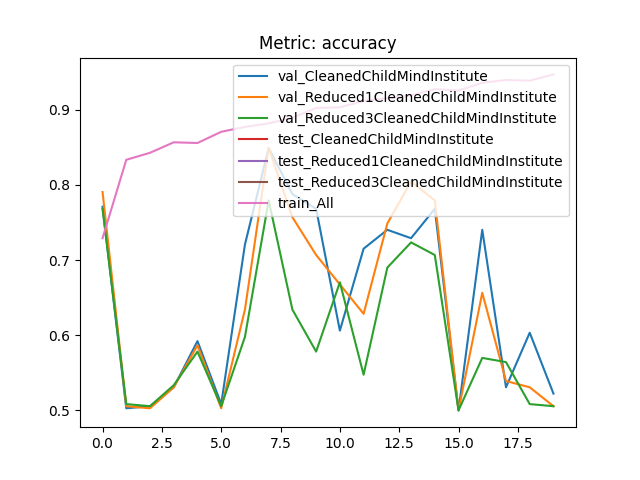 Metric: accuracy
val_CleanedChildMindInstitute
val_Reduced1CleanedChildMindInstitute
val_Reduced3CleanedChildMindInstitute
test_CleanedChildMindInstitute
test_Reduced1CleanedChildMindInstitute
test_Reduced3CleanedChildMindInstitute
train_All
0.9
0.8
0.7
0.6
0.5
0.0 2.5 5.0 7.5 10.0 12.5 15.0 17.5